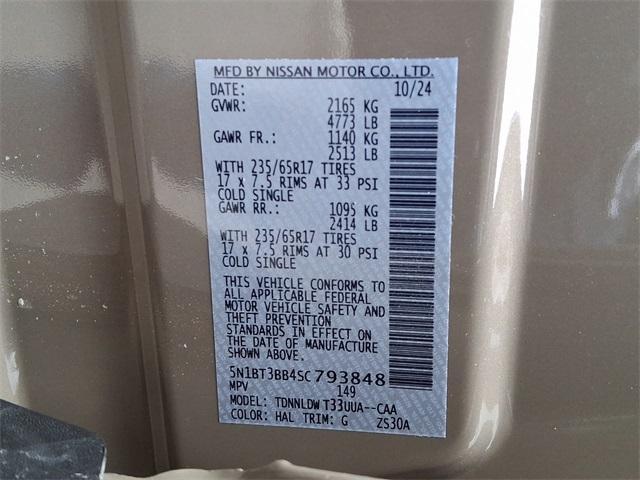 MFD BY NISSAN MOTOR CO., LTD.
DATE: 10/24
GVWR: 2165 KG
4773 LB
GAWR FR.: 1140 KG
2513 LB
WITH 235/65R17 TIRES
17 x 7.5 RIMS AT 33 PSI
COLD SINGLE
GAWR RR.: 1095 KG
2414 LB
WITH 235/65R17 TIRES
17 x 7.5 RIMS AT 30 PSI
COLD SINGLE
THIS VEHICLE CONFORMS TO
ALL APPLICABLE FEDERAL
MOTOR VEHICLE SAFETY AND
THEFT PREVENTION
STANDARDS IN EFFECT ON
THE DATE OF MANUFACTURE
SHOWN ABOVE.
5N1BT3BB4SC793848
MPV 149
MODEL: TDNNLDW T33UUA--CAA
COLOR: HAL TRIM: G ZS30A